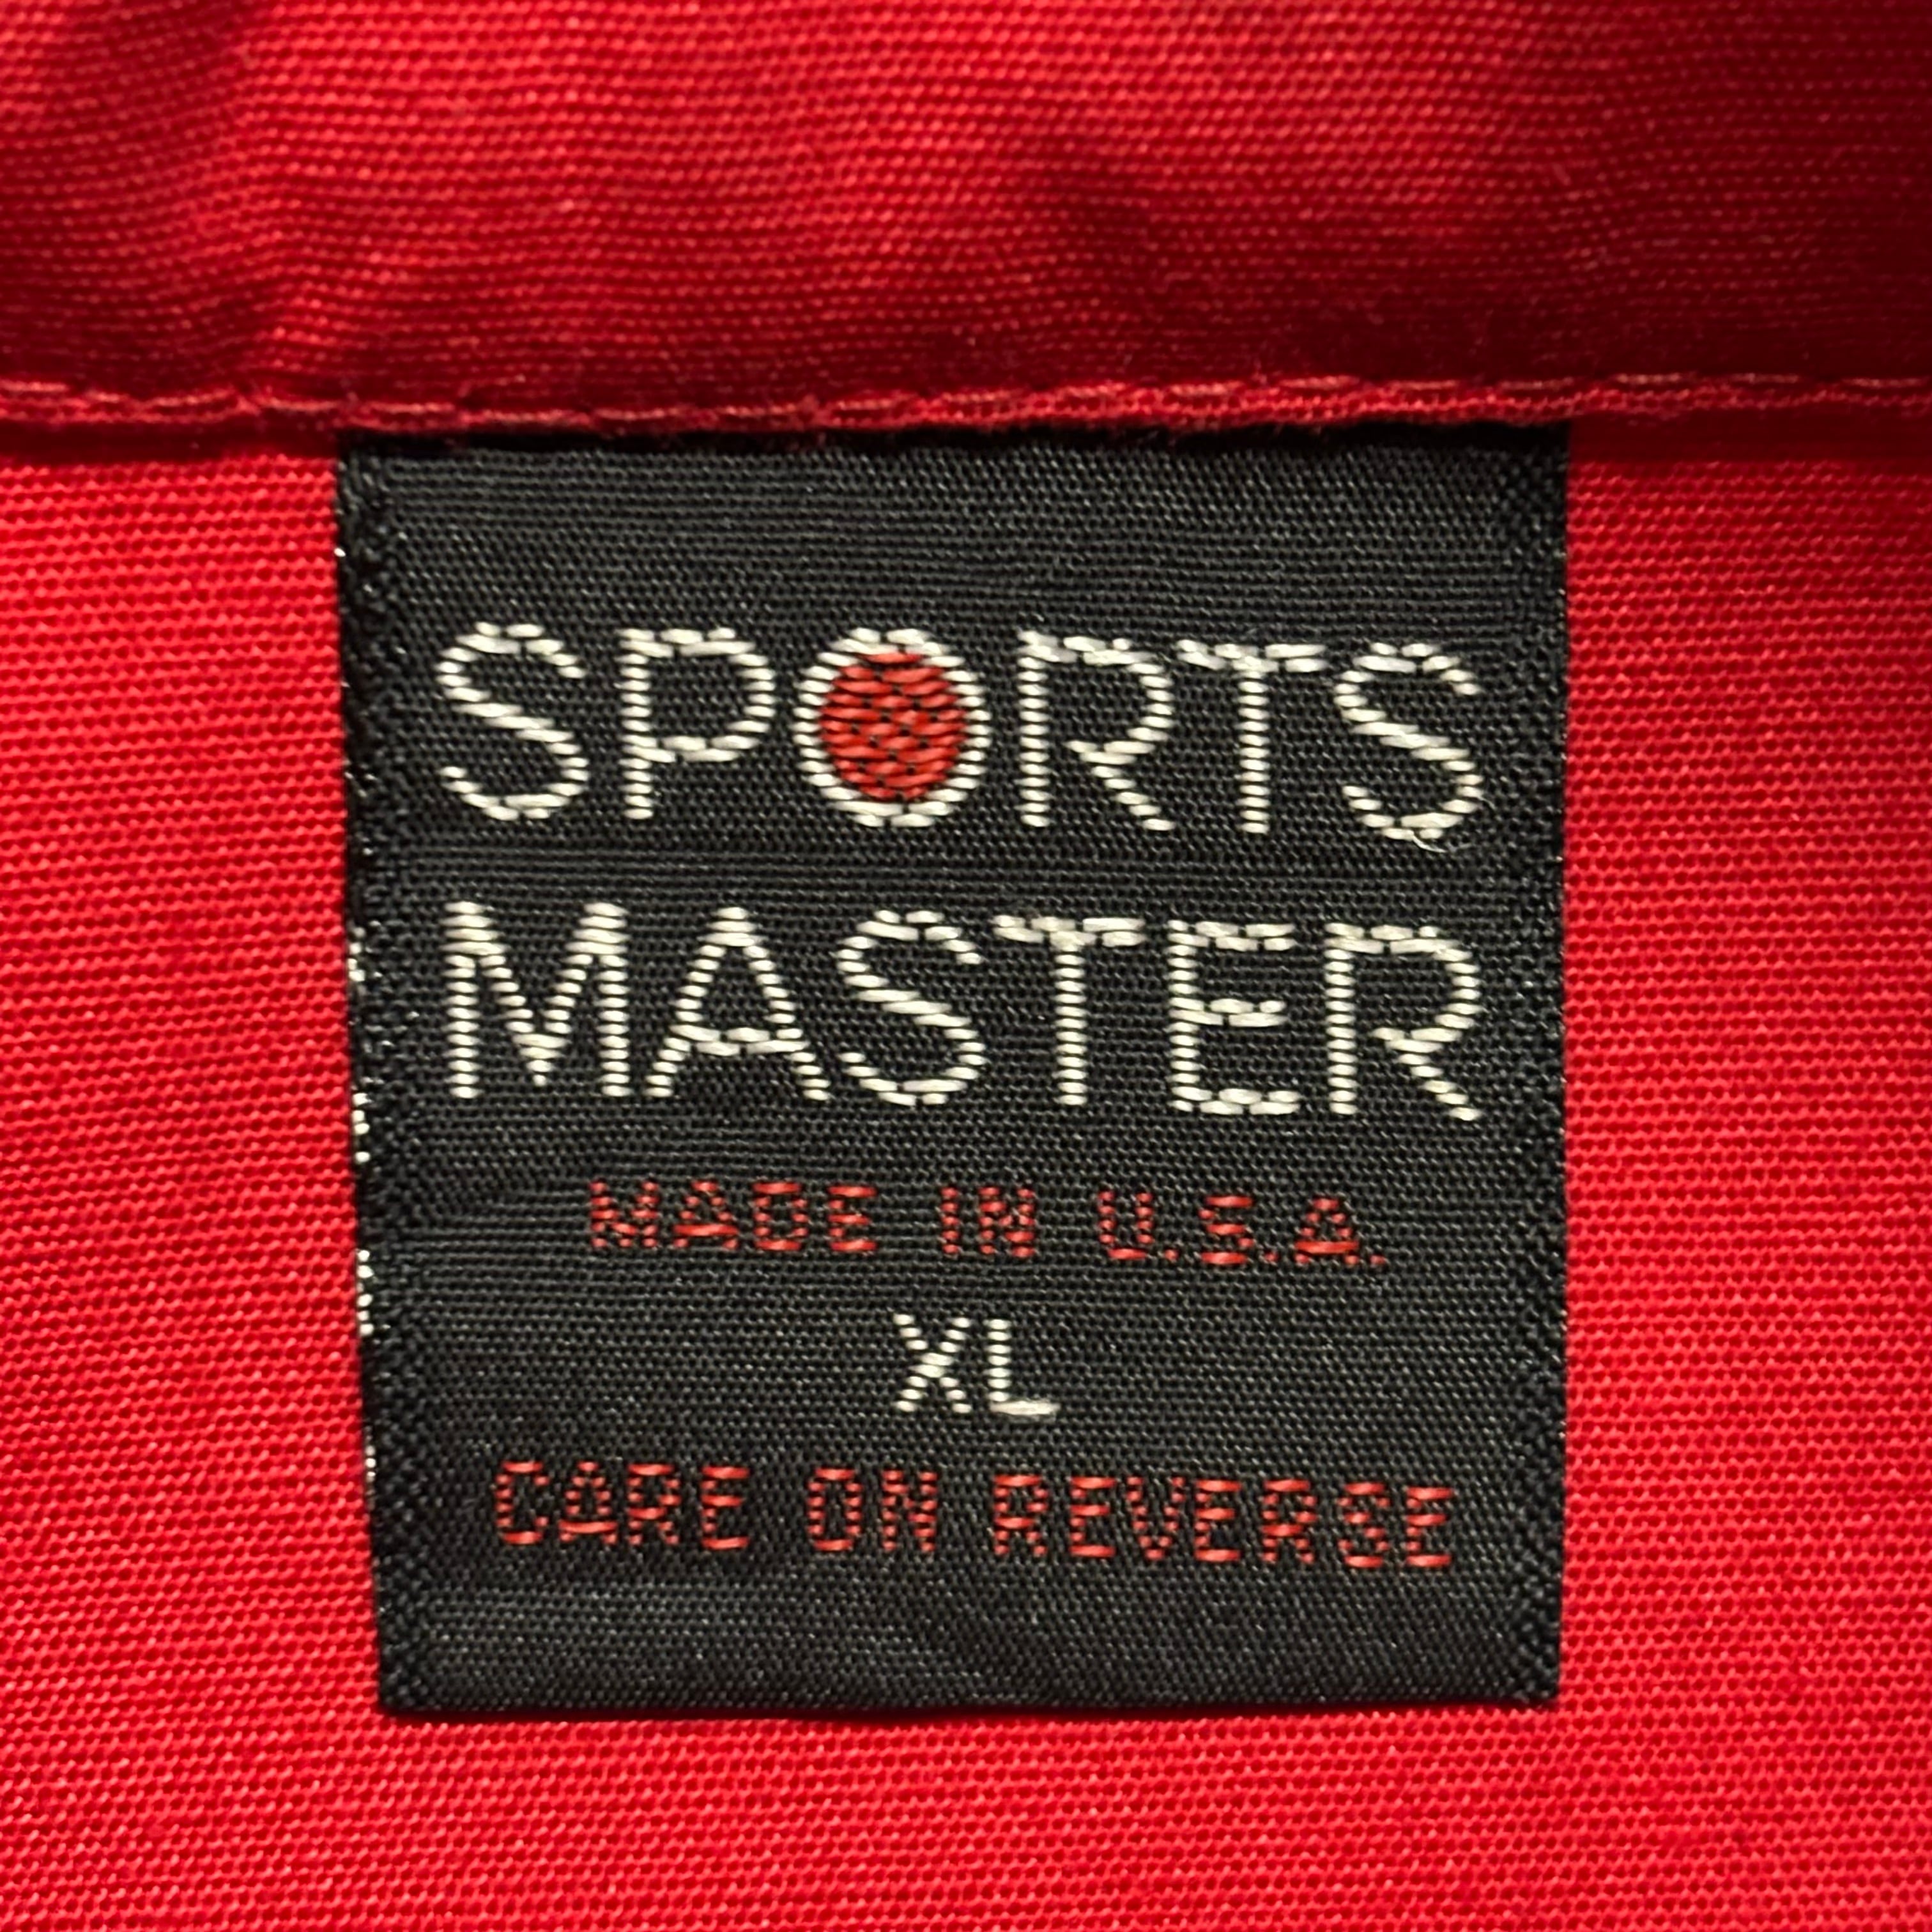 SPORTS
MASTER
MADE IN U.S.A.
XL
CARE ON REVERSE